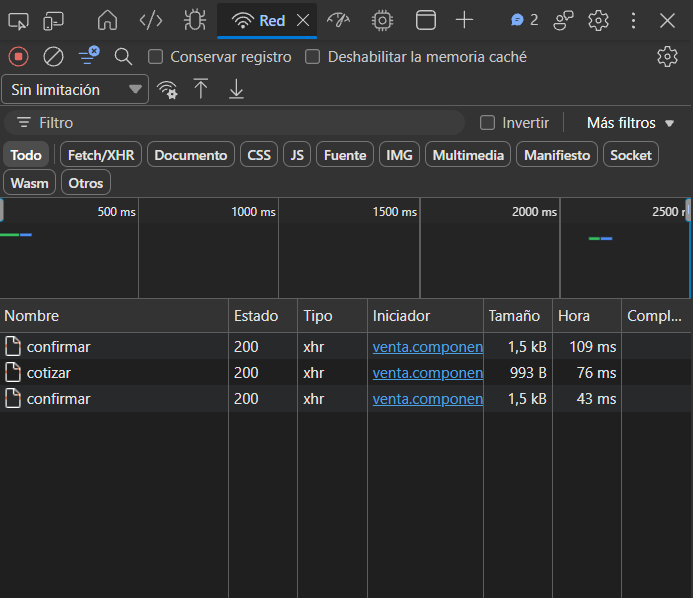 Red 2
Conservar registro Deshabilitar la memoria caché
Sin limitación
Filtro Invertir Más filtros
Todo Fetch/XHR Documento CSS JS Fuente IMG Multimedia Manifiesto Socket
Wasm Otros
500 ms 1000 ms 1500 ms 2000 ms 2500
Nombre Estado Tipo Iniciador Tamaño Hora Compl...
confirmar 200 xhr venta.componen 1,5 kB 109 ms
cotizar 200 xhr venta.componen 993 B 76 ms
confirmar 200 xhr venta.componen 1,5 kB 43 ms